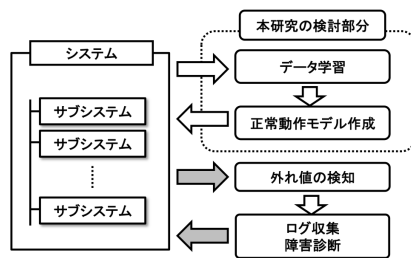 システム
サブシステム
サブシステム
サブシステム
本研究の検討部分
データ学習
正常動作モデル作成
外れ値の検知
ログ収集
障害診断